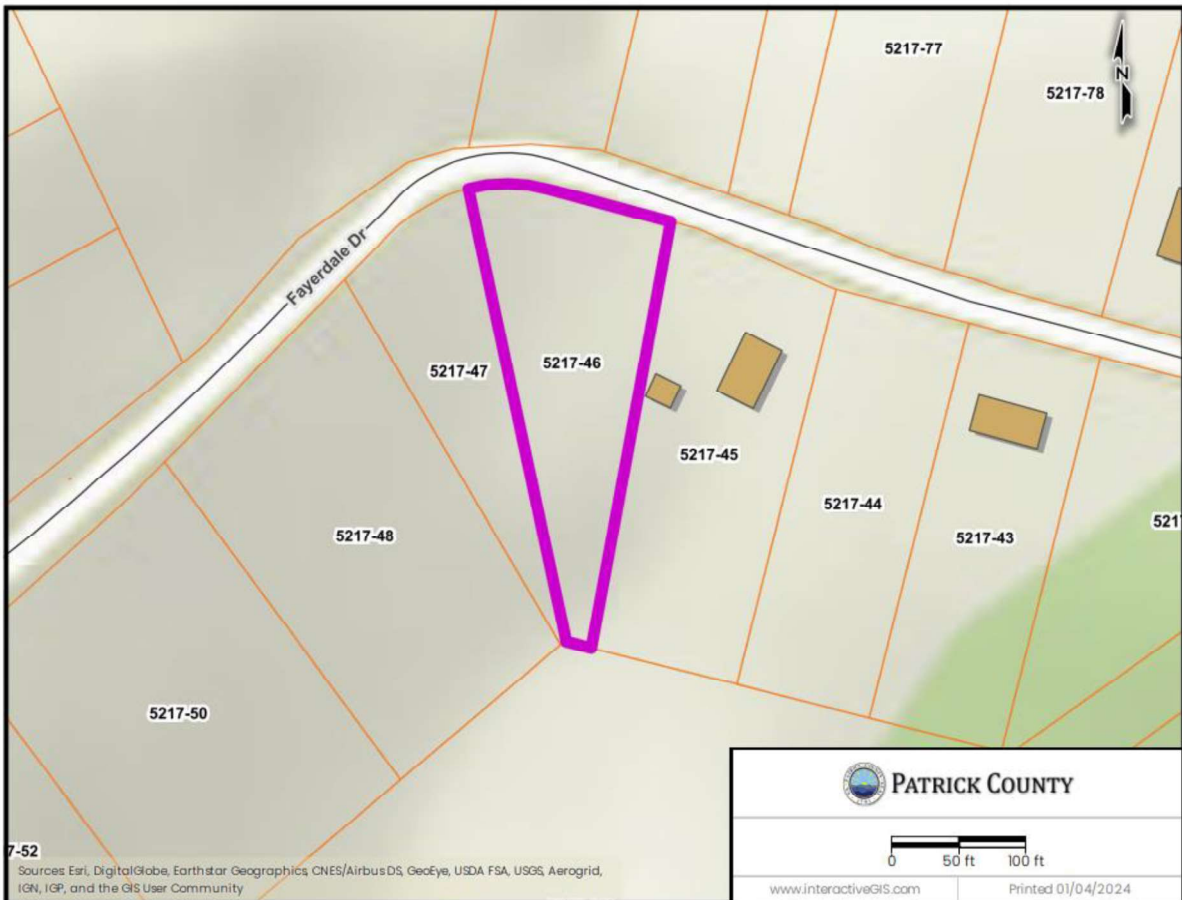 5217-77
N
5217-78
Fayerdale Dr
5217-47
5217-46
5217-45
5217-44
5217-48
5217-43
5217
5217-50
7-52
PATRICK COUNTY
0 50 ft 100 ft
www.interactiveGIS.com
Printed 01/04/2024
Sources: Esri, DigitalGlobe, Earthstar Geographics, CNES/Airbus DS, GeoEye, USDA FSA, USGS, Aerogrid,
IGN, IGP, and the GIS User Community